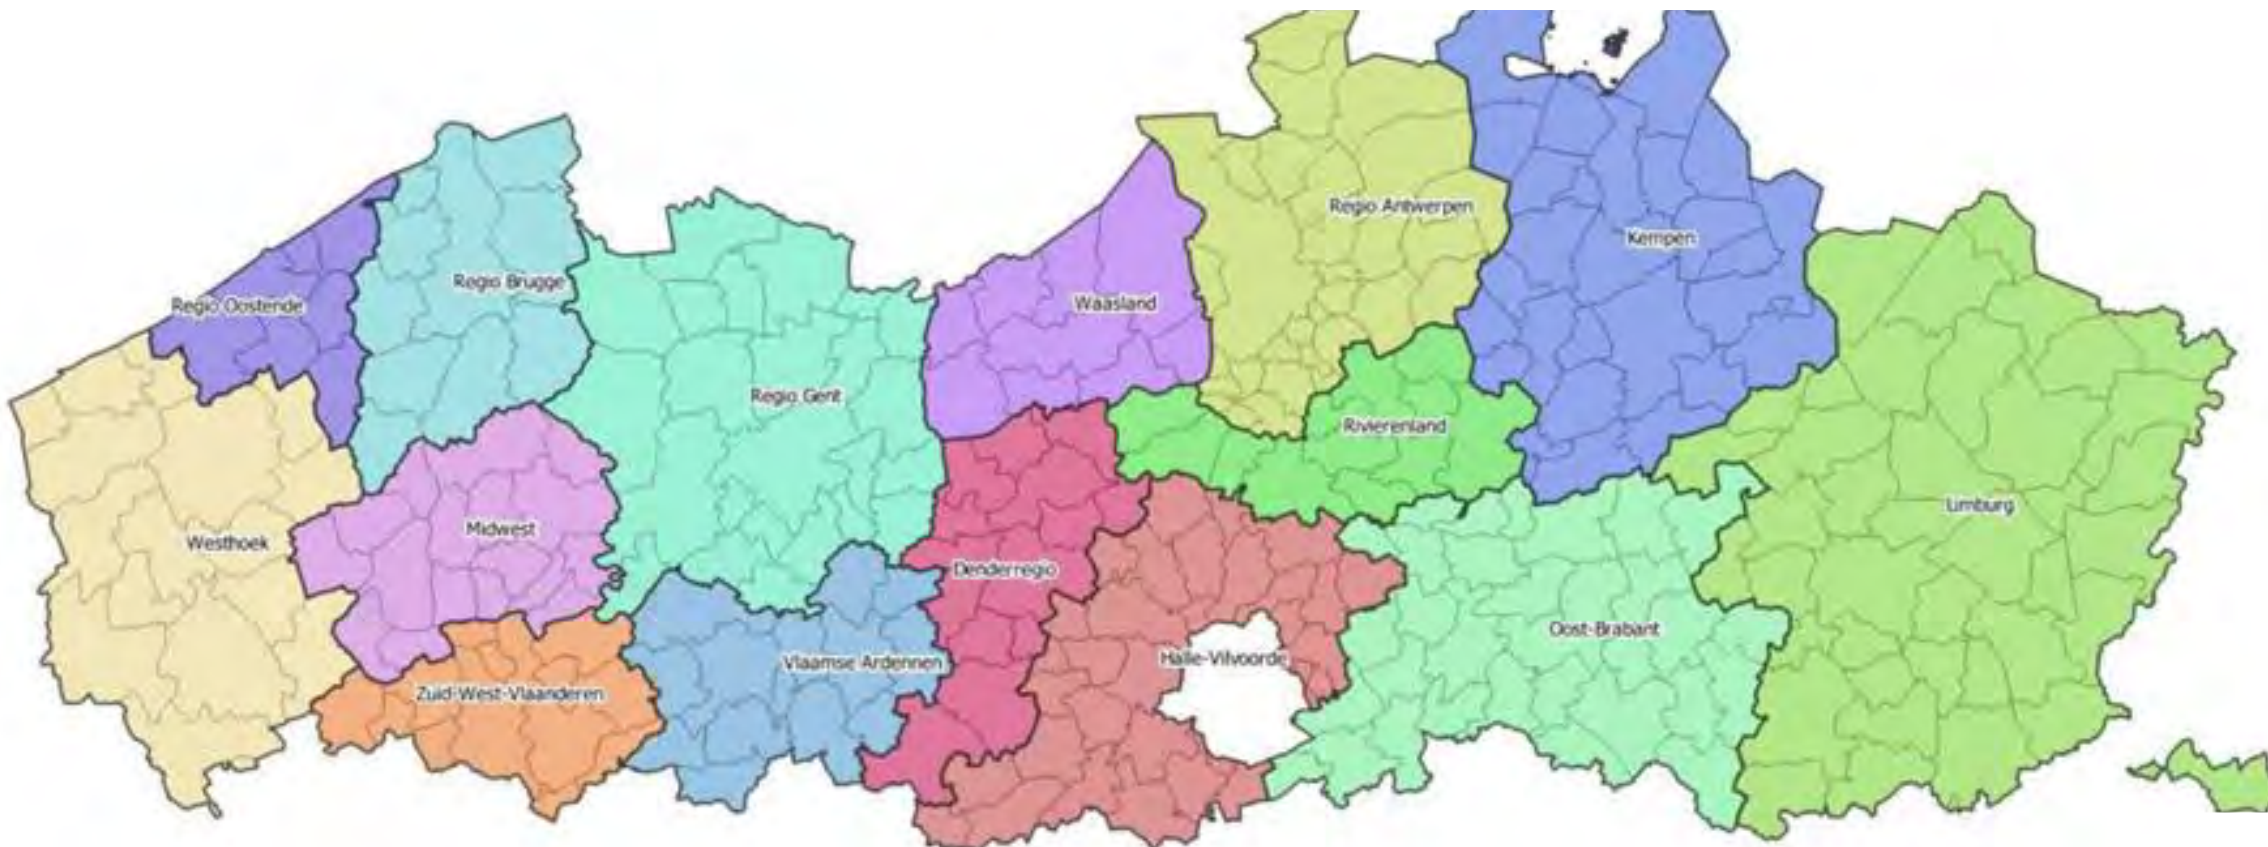 Regio Antwerpen
Kempen
Regio Brugge
Regio Oostende
Waasland
Regio Gent
Rivierenland
Limburg
Midwest
Westhoek
Denderregio
Oost-Brabant
Halle-Vilvoorde
Vlaamse Ardennen
Zuid-West-Vlaanderen